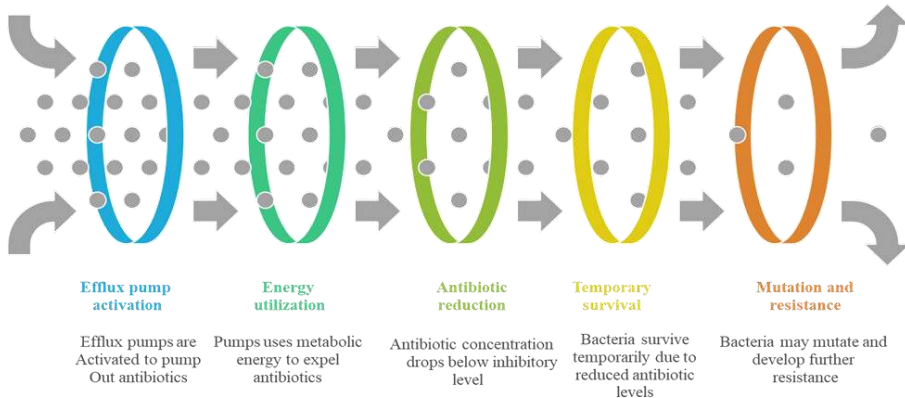 Efflux pump
activation
Efflux pumps are
Activated to pump
Out antibiotics
Energy
utilization
Pumps uses metabolic
energy to expel
antibiotics
Antibiotic
reduction
Antibiotic concentration
drops below inhibitory
level
Temporary
survival
Bacteria survive
temporarily due to
reduced antibiotic
levels
Mutation and
resistance
Bacteria may mutate and
develop further
resistance